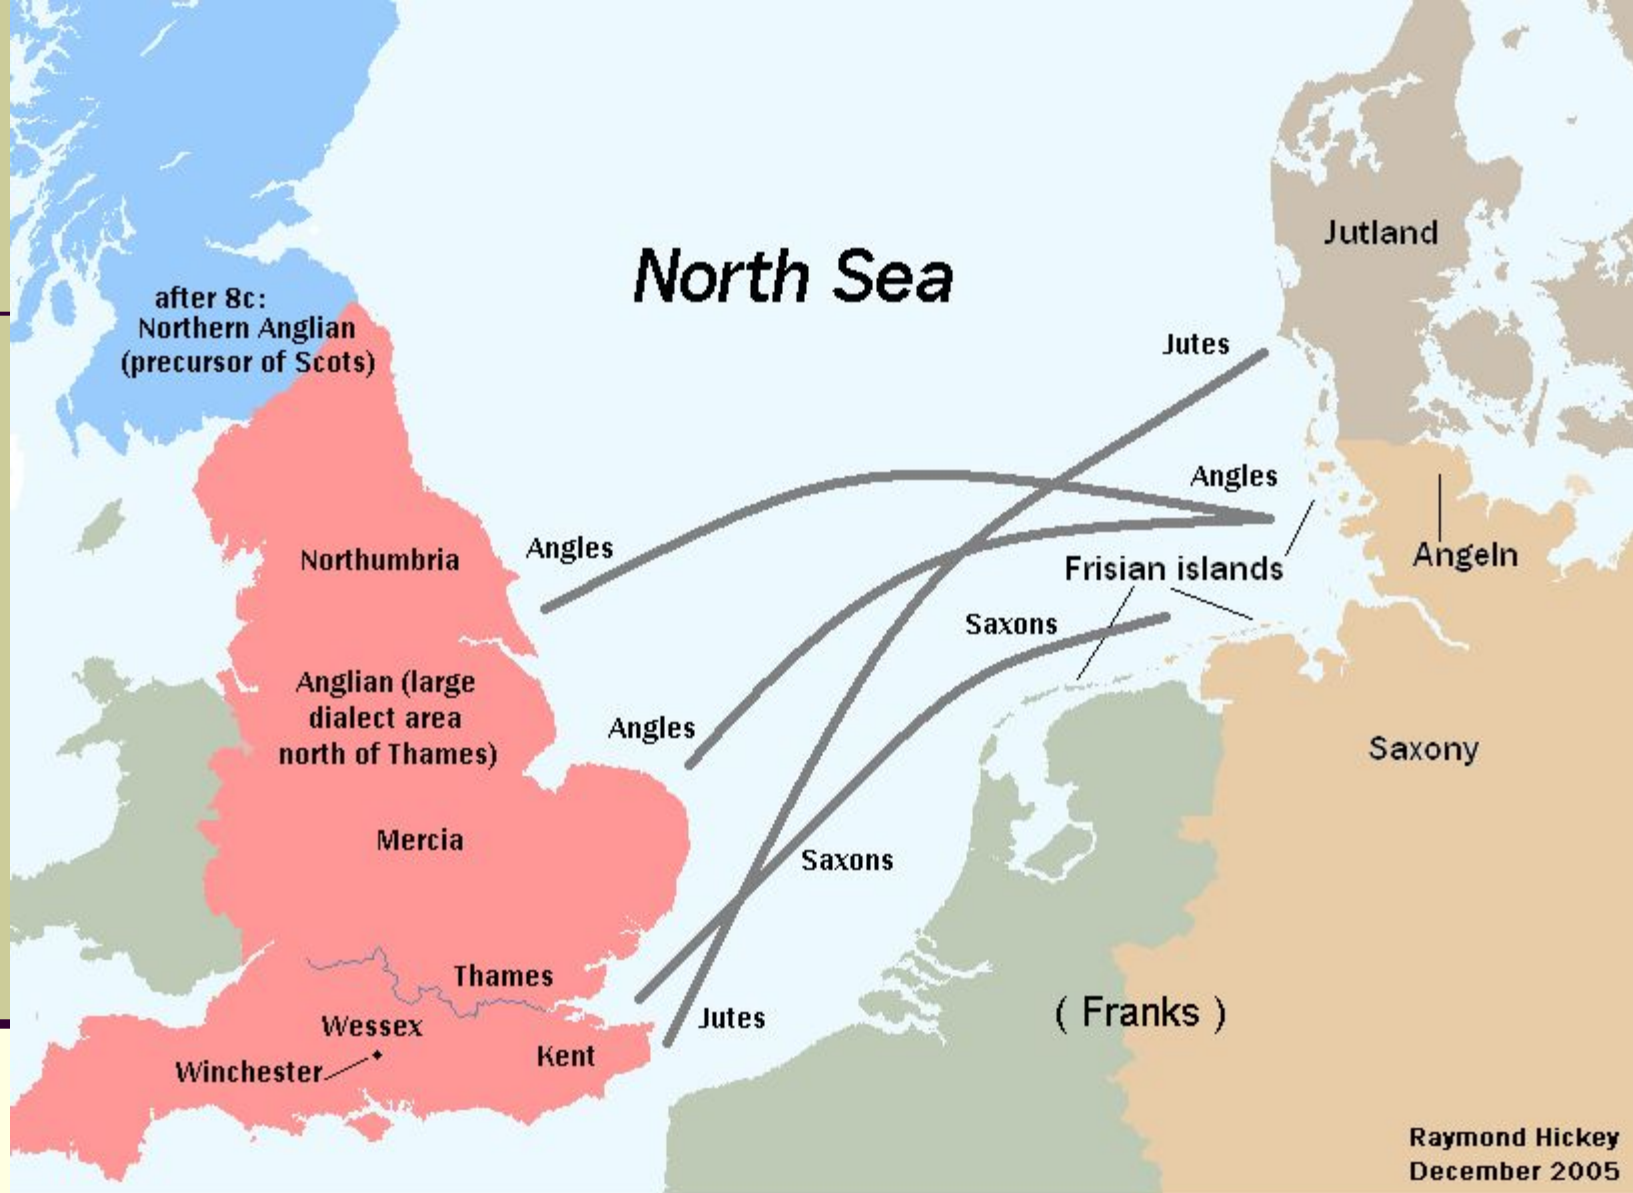 Jutland
North Sea
after 8c:
Northern Anglian
(precursor of Scots)
Jutes
Angles
Angles
Northumbria
Angeln
Frisian islands
Saxons
Anglian (large
dialect area
north of Thames)
Angles
Saxony
Mercia
Saxons
Thames
Wessex
Jutes
( Franks )
Kent
Winchester
Raymond Hickey
December 2005